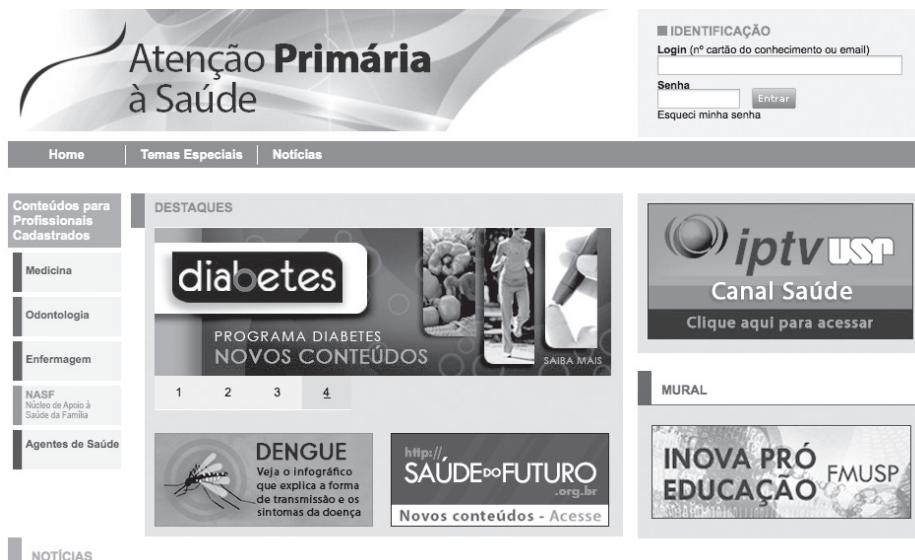 Atenção Primária
à Saúde
IDENTIFICAÇÃO
Login (nº cartão do conhecimento ou email)
Senha
Entrar
Esqueci minha senha
Home
Temas Especiais
Notícias
Conteúdos para
Profissionais
Cadastrados
Medicina
Odontologia
Enfermagem
NASF
Núcleo de Apoio à
Saúde da Família
Agentes de Saúde
DESTAQUES
diabetes
PROGRAMA DIABETES
NOVOS CONTEÚDOS
SAIBA MAIS
1 2 3 4
DENGUE
Veja o infográfico
que explica a forma
de transmissão e os
sintomas da doença
http://
SAÚDEDOFUTURO
.org.br
Novos conteúdos - Acesse
iptv USP
Canal Saúde
Clique aqui para acessar
MURAL
INOVA PRÓ
EDUCAÇÃO
FMUSP
NOTÍCIAS